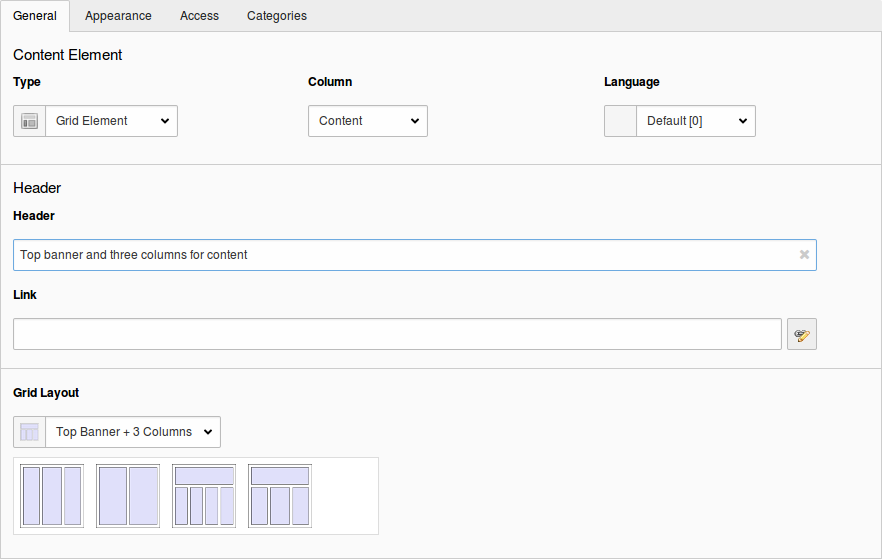 General Appearance Access Categories
Content Element
Type Column Language
Grid Element Content Default [0]
Header
Header
Top banner and three columns for content
Link
Grid Layout
Top Banner + 3 Columns